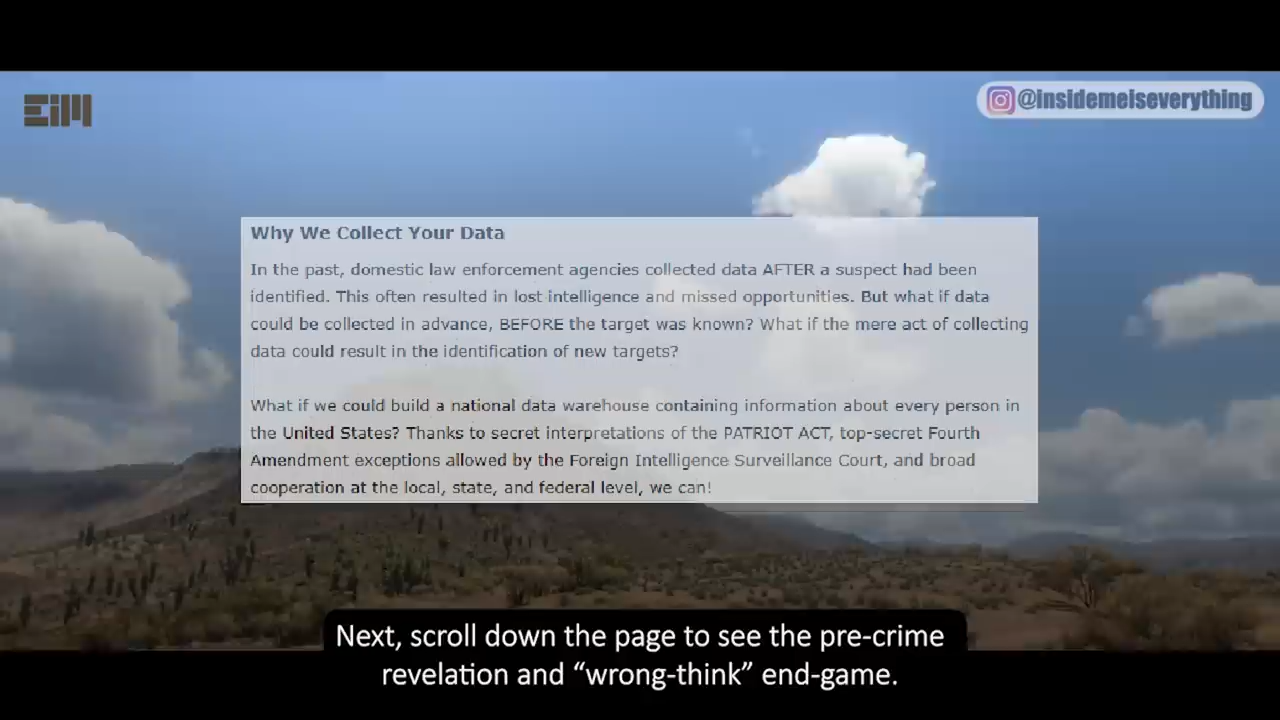 EiM
@insidemeiseverything
Why We Collect Your Data
In the past, domestic law enforcement agencies collected data AFTER a suspect had been
identified. This often resulted in lost intelligence and missed opportunities. But what if data
could be collected in advance, BEFORE the target was known? What if the mere act of collecting
data could result in the identification of new targets?
What if we could build a national data warehouse containing information about every person in
the United States? Thanks to secret interpretations of the PATRIOT ACT, top-secret Fourth
Amendment exceptions allowed by the Foreign Intelligence Surveillance Court, and broad
cooperation at the local, state, and federal level, we can!
Next, scroll down the page to see the pre-crime
revelation and “wrong-think” end-game.